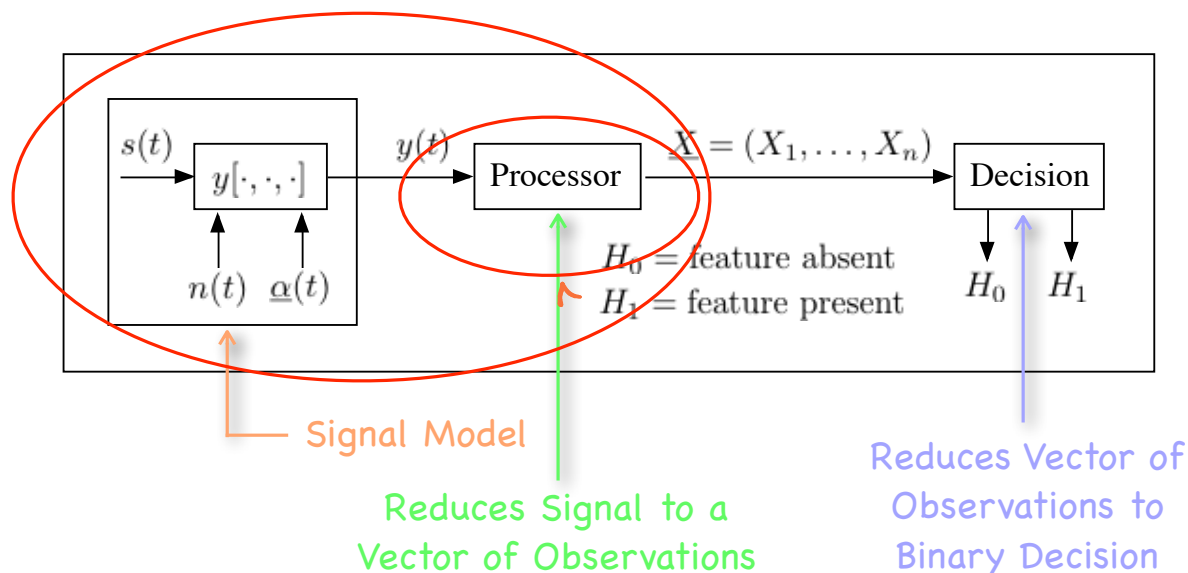 s(t)
y[·, ·, ·]
n(t) α(t)
y(t)
Processor
X = (X₁, . . . , Xₙ)
Decision
H₀ = feature absent
H₁ = feature present
H₀ H₁
Signal Model
Reduces Signal to a
Vector of Observations
Reduces Vector of
Observations to
Binary Decision